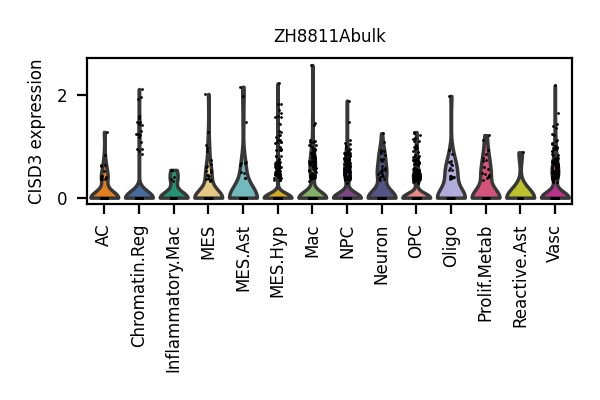 ZH8811Abulk
CISD3 expression
2
0
AC
Chromatin.Reg
Inflammatory.Mac
MES
MES.Ast
MES.Hyp
Mac
NPC
Neuron
OPC
Oligo
Prolif.Metab
Reactive.Ast
Vasc